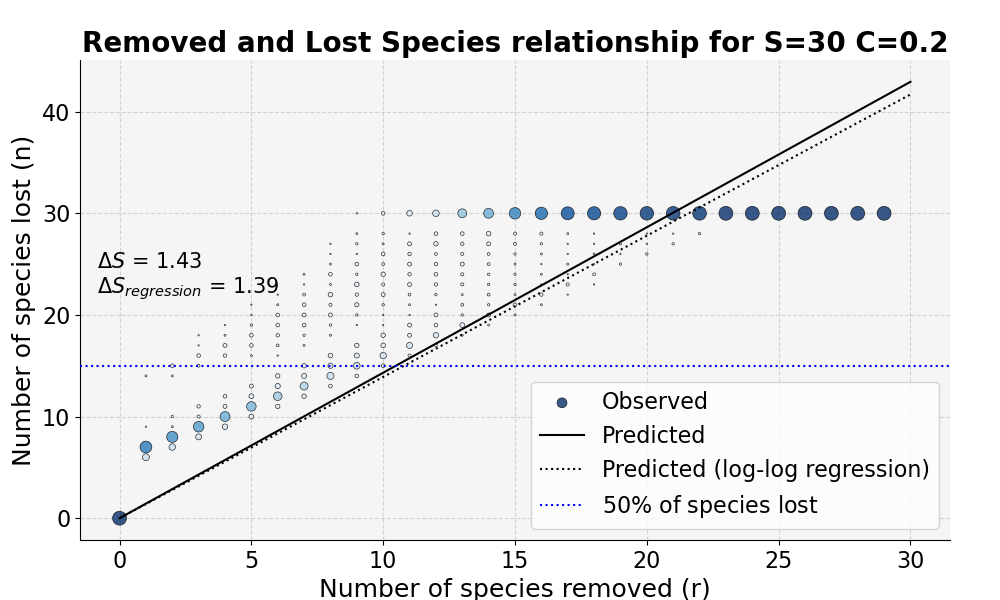 Removed and Lost Species relationship for S=30 C=0.2
Number of species lost (n)
40
30
20
10
0
ΔS = 1.43
ΔS_regression = 1.39
Observed
Predicted
Predicted (log-log regression)
50% of species lost
0 5 10 15 20 25 30
Number of species removed (r)